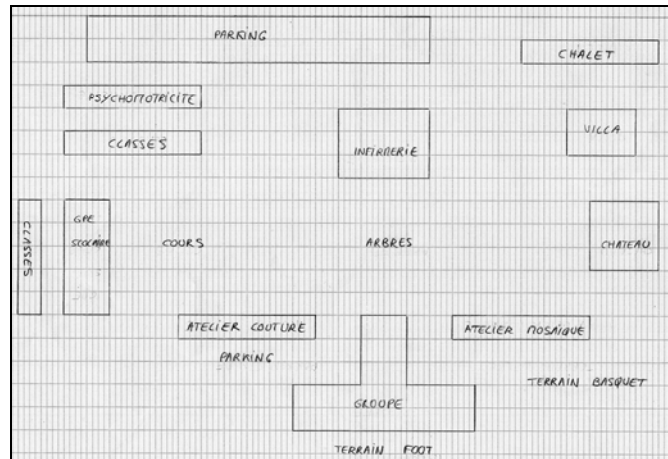 PARKING
CHALET
PSYCHOMOTRICITE
CLASSES
INFIRMERIE
VILLA
CLASSES
GPE
SCOLAIRE
COURS
ARBRES
CHATEAU
ATELIER COUTURE
ATELIER MOSAÏQUE
PARKING
TERRAIN BASQUET
GROUPE
TERRAIN FOOT